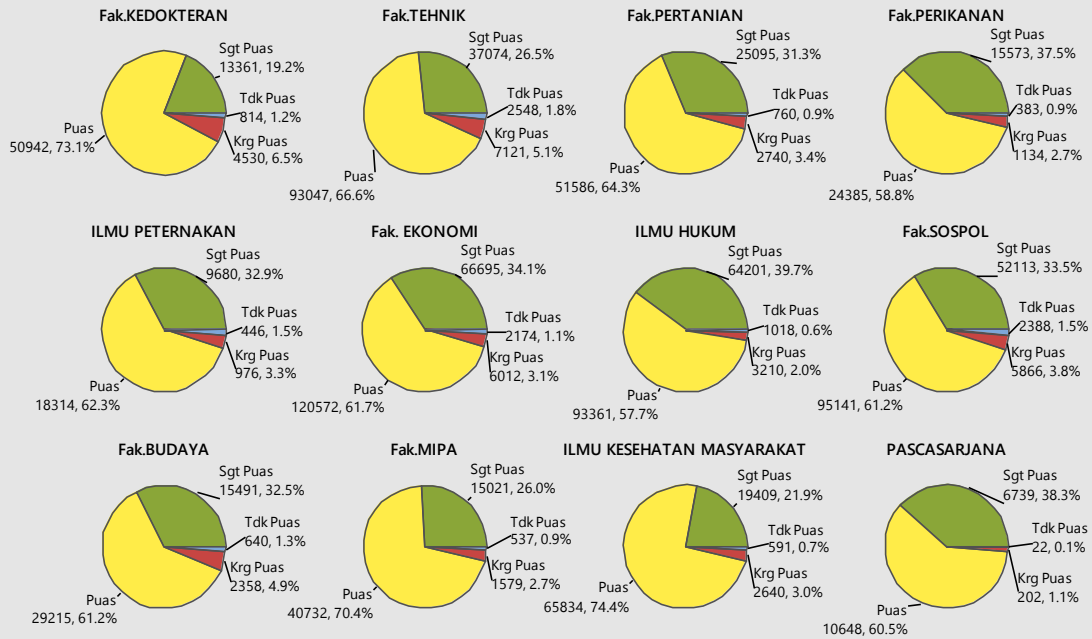 Fak.KEDOKTERAN
Sgt Puas
13361, 19.2%
Tdk Puas
814, 1.2%
Krg Puas
4530, 6.5%
Puas
50942, 73.1%
Fak.TEHNIK
Sgt Puas
37074, 26.5%
Tdk Puas
2548, 1.8%
Krg Puas
7121, 5.1%
Puas
93047, 66.6%
Fak.PERTANIAN
Sgt Puas
25095, 31.3%
Tdk Puas
760, 0.9%
Krg Puas
2740, 3.4%
Puas
51586, 64.3%
Fak.PERIKANAN
Sgt Puas
15573, 37.5%
Tdk Puas
383, 0.9%
Krg Puas
1134, 2.7%
Puas
24385, 58.8%
ILMU PETERNAKAN
Sgt Puas
9680, 32.9%
Tdk Puas
446, 1.5%
Krg Puas
976, 3.3%
Puas
18314, 62.3%
Fak. EKONOMI
Sgt Puas
66695, 34.1%
Tdk Puas
2174, 1.1%
Krg Puas
6012, 3.1%
Puas
120572, 61.7%
ILMU HUKUM
Sgt Puas
64201, 39.7%
Tdk Puas
1018, 0.6%
Krg Puas
3210, 2.0%
Puas
93361, 57.7%
Fak.SOSPOL
Sgt Puas
52113, 33.5%
Tdk Puas
2388, 1.5%
Krg Puas
5866, 3.8%
Puas
95141, 61.2%
Fak.BUDAYA
Sgt Puas
15491, 32.5%
Tdk Puas
640, 1.3%
Krg Puas
2358, 4.9%
Puas
29215, 61.2%
Fak.MIPA
Sgt Puas
15021, 26.0%
Tdk Puas
537, 0.9%
Krg Puas
1579, 2.7%
Puas
40732, 70.4%
ILMU KESEHATAN MASYARAKAT
Sgt Puas
19409, 21.9%
Tdk Puas
591, 0.7%
Krg Puas
2640, 3.0%
Puas
65834, 74.4%
PASCASARJANA
Sgt Puas
6739, 38.3%
Tdk Puas
22, 0.1%
Krg Puas
202, 1.1%
Puas
10648, 60.5%